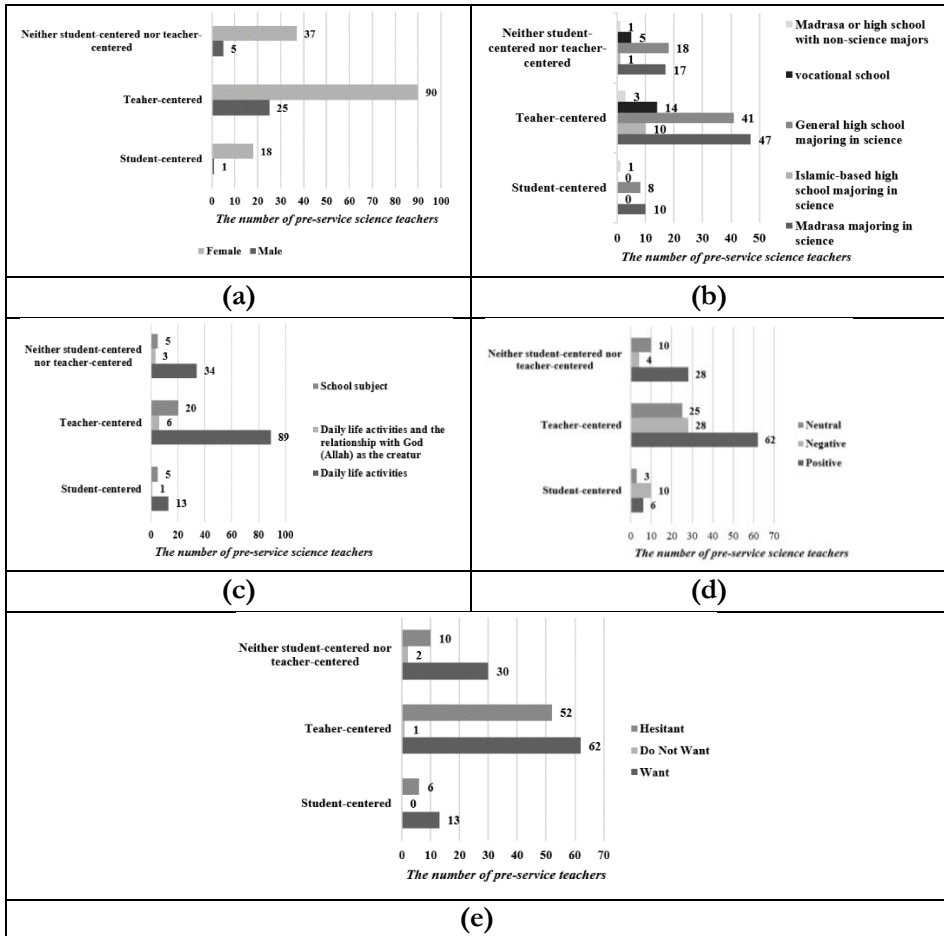 Neither student-centered nor teacher-
centered
37
5
Teaher-centered
90
25
Student-centered
18
1
0 10 20 30 40 50 60 70 80 90 100
The number of pre-service science teachers
Female Male
(a)
Neither student-
centered nor teacher-
centered
1
5
18
1
17
Teaher-centered
3
14
41
10
47
Student-centered
1
0
8
0
10
0 10 20 30 40 50
The number of pre-service science teachers
Madrasa or high school
with non-science majors
vocational school
General high school
majoring in science
Islamic-based high
school majoring in
science
Madrasa majoring in
science
(b)
Neither student-centered
nor teacher-centered
5
3
34
Teacher-centered
20
6
89
Student-centered
5
1
13
0 20 40 60 80 100
The number of pre-service science teachers
School subject
Daily life activities and the
relationship with God
(Allah) as the creatur
Daily life activities
(c)
Neither student-centered nor
teacher-centered
10
4
28
Teacher-centered
25
28
62
Student-centered
3
10
6
0 10 20 30 40 50 60 70
The number of pre-service science teachers
Neutral
Negative
Positive
(d)
Neither student-centered nor
teacher-centered
10
2
30
Teaher-centered
52
1
62
Student-centered
6
0
13
0 10 20 30 40 50 60 70
The number of pre-service teachers
Hesitant
Do Not Want
Want
(e)